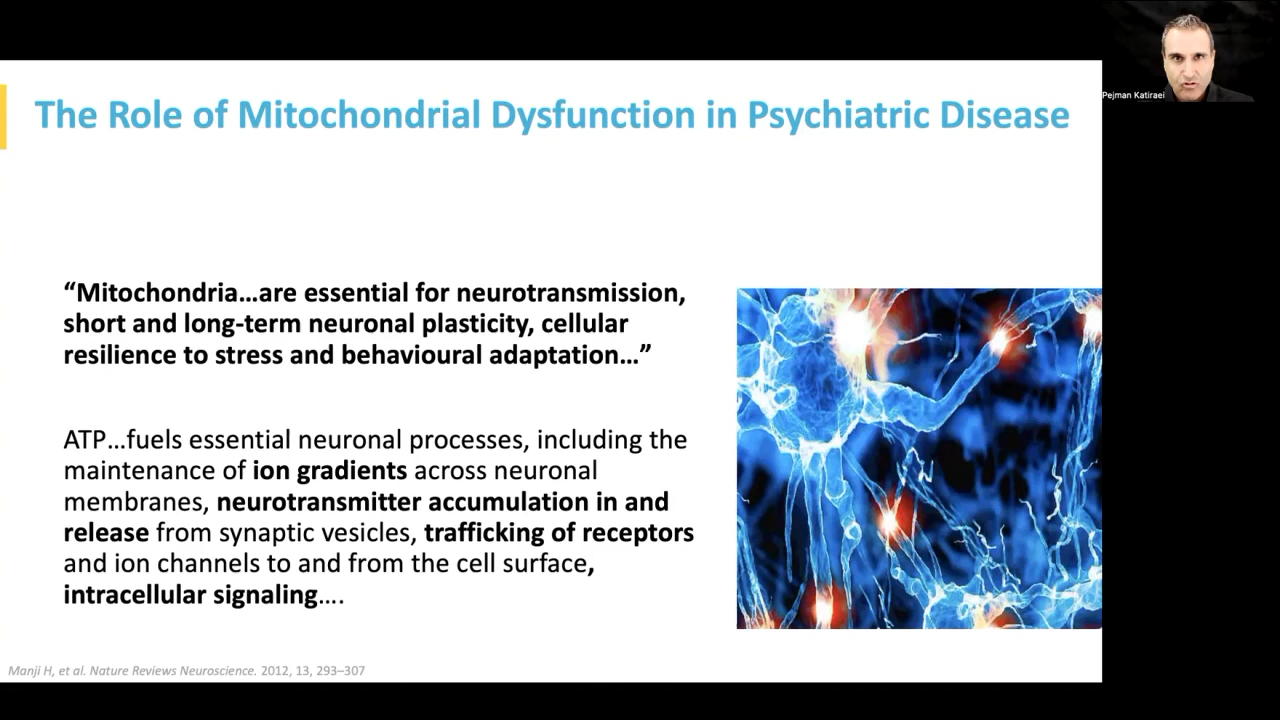 The Role of Mitochondrial Dysfunction in Psychiatric Disease
Pejman Katiraei
“Mitochondria...are essential for neurotransmission,
short and long-term neuronal plasticity, cellular
resilience to stress and behavioural adaptation...”
ATP...fuels essential neuronal processes, including the
maintenance of ion gradients across neuronal
membranes, neurotransmitter accumulation in and
release from synaptic vesicles, trafficking of receptors
and ion channels to and from the cell surface,
intracellular signaling....
Manji H, et al. Nature Reviews Neuroscience. 2012, 13, 293–307